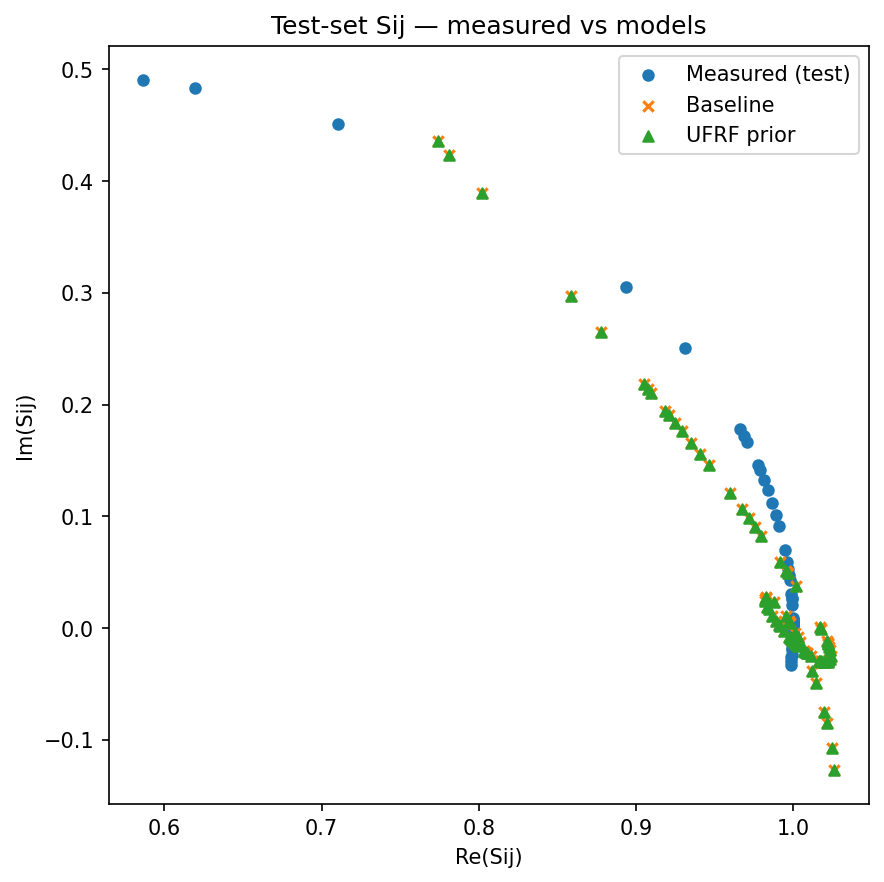 Test-set Sij — measured vs models
Measured (test)
Baseline
UFRF prior
0.5
0.4
0.3
0.2
0.1
0.0
−0.1
Im(Sij)
0.6
0.7
0.8
0.9
1.0
Re(Sij)